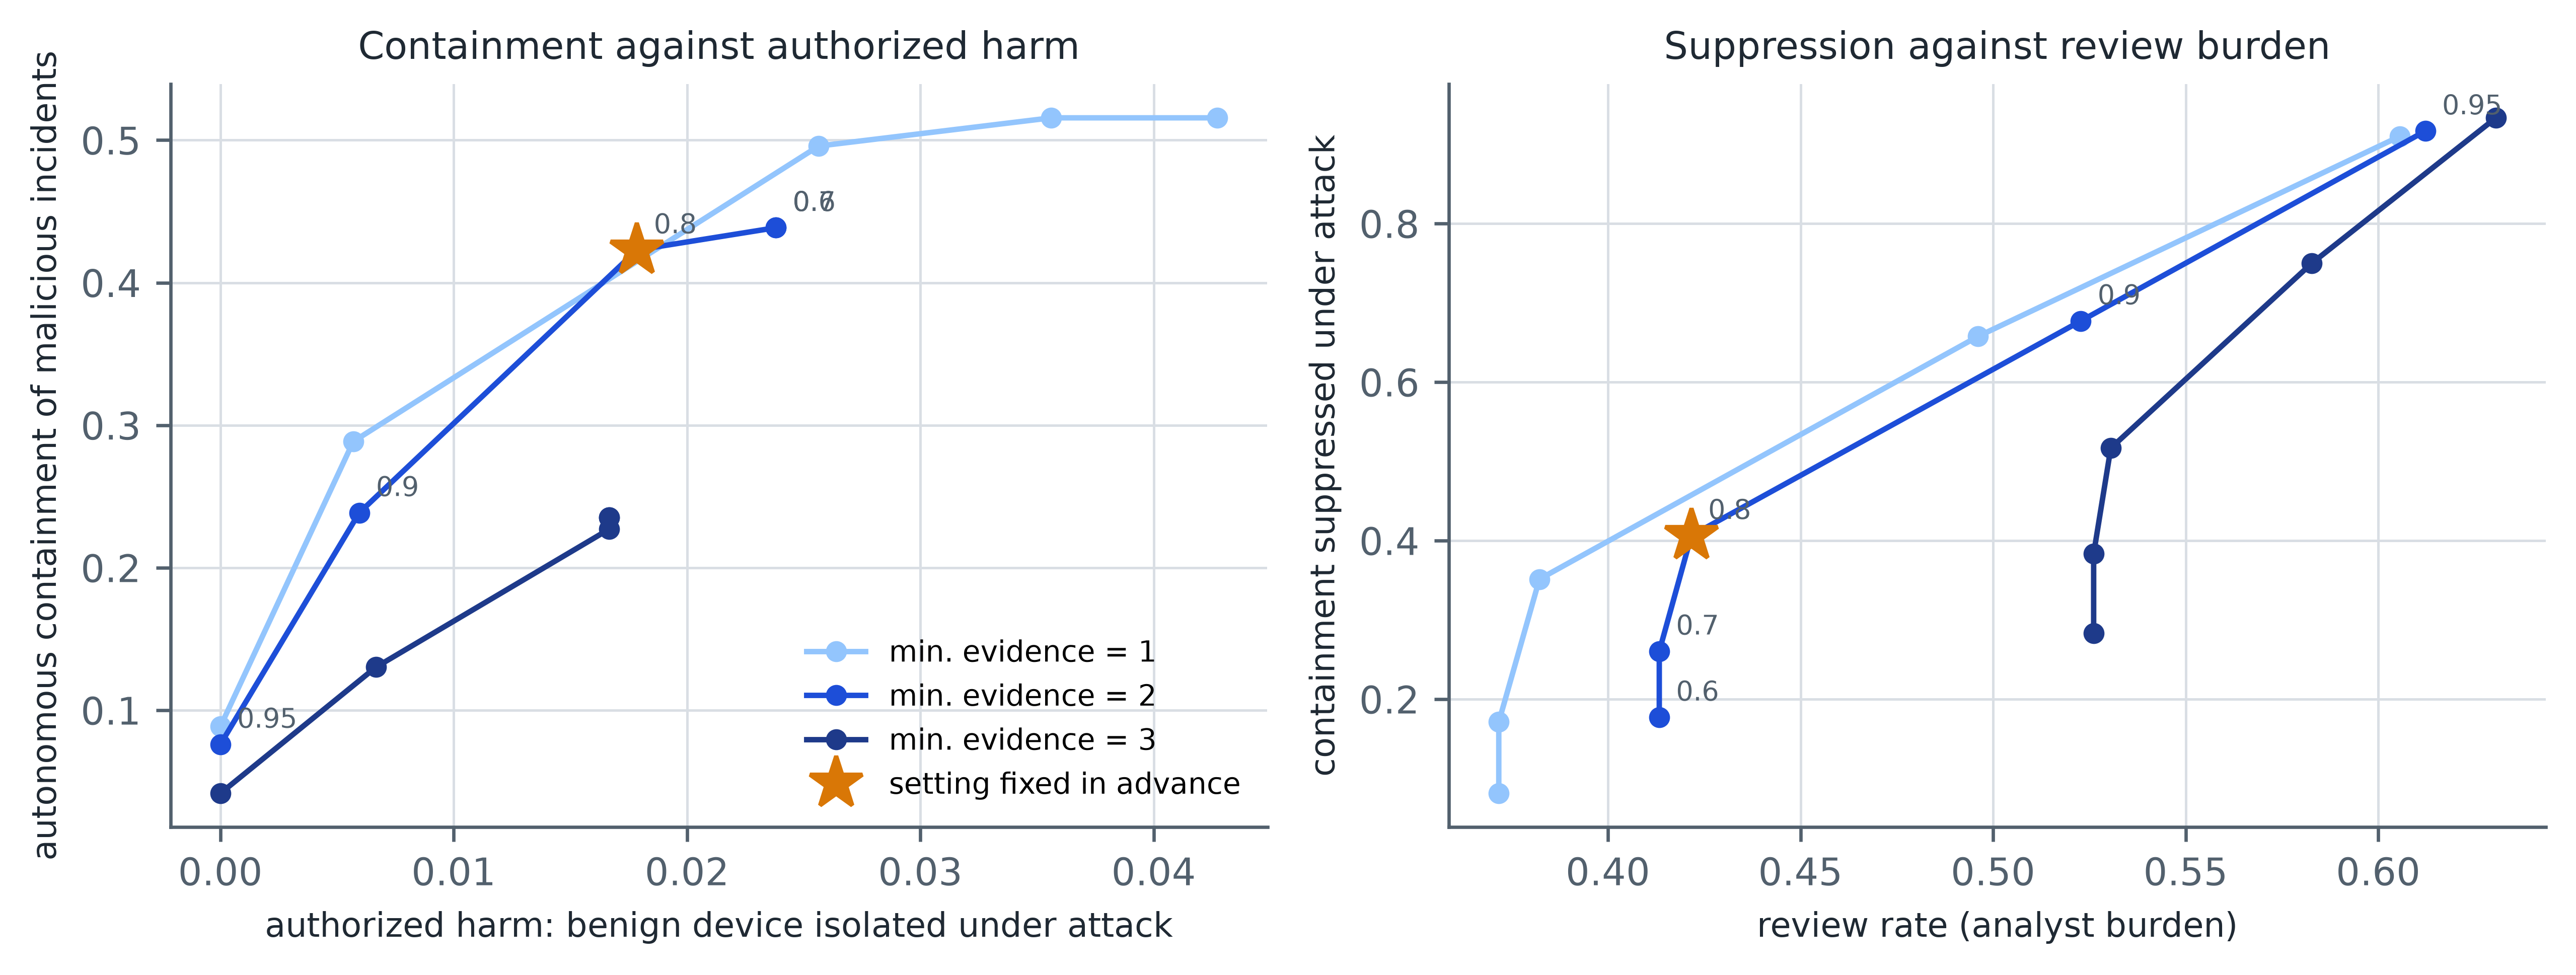 Containment against authorized harm
autonomous containment of malicious incidents
0.5
0.4
0.3
0.2
0.1
0.6
0.7
0.8
0.9
0.95
min. evidence = 1
min. evidence = 2
min. evidence = 3
setting fixed in advance
0.00
0.01
0.02
0.03
0.04
authorized harm: benign device isolated under attack
Suppression against review burden
containment suppressed under attack
0.8
0.6
0.4
0.2
0.95
0.9
0.8
0.7
0.6
0.40
0.45
0.50
0.55
0.60
review rate (analyst burden)